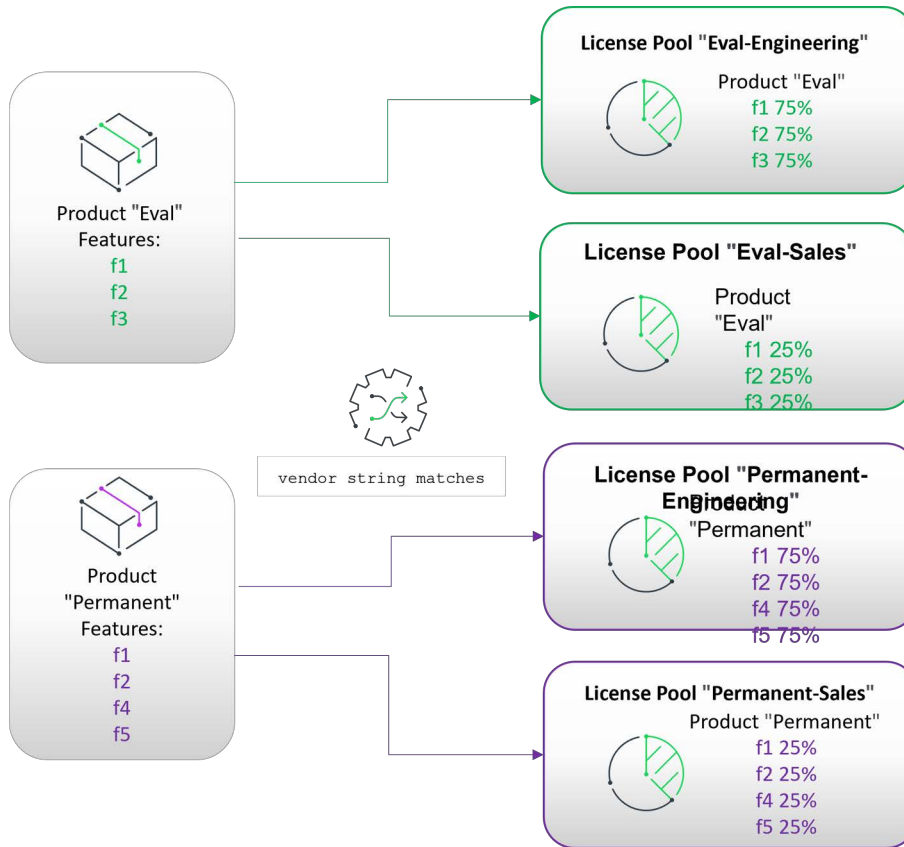 Product "Eval"
Features:
f1
f2
f3
License Pool "Eval-Engineering"
Product "Eval"
f1 75%
f2 75%
f3 75%
License Pool "Eval-Sales"
Product
"Eval"
f1 25%
f2 25%
f3 25%
vendor string matches
Product
"Permanent"
Features:
f1
f2
f4
f5
License Pool "Permanent-
Engineering"
Product
"Permanent"
f1 75%
f2 75%
f4 75%
f5 75%
License Pool "Permanent-Sales"
Product "Permanent"
f1 25%
f2 25%
f4 25%
f5 25%